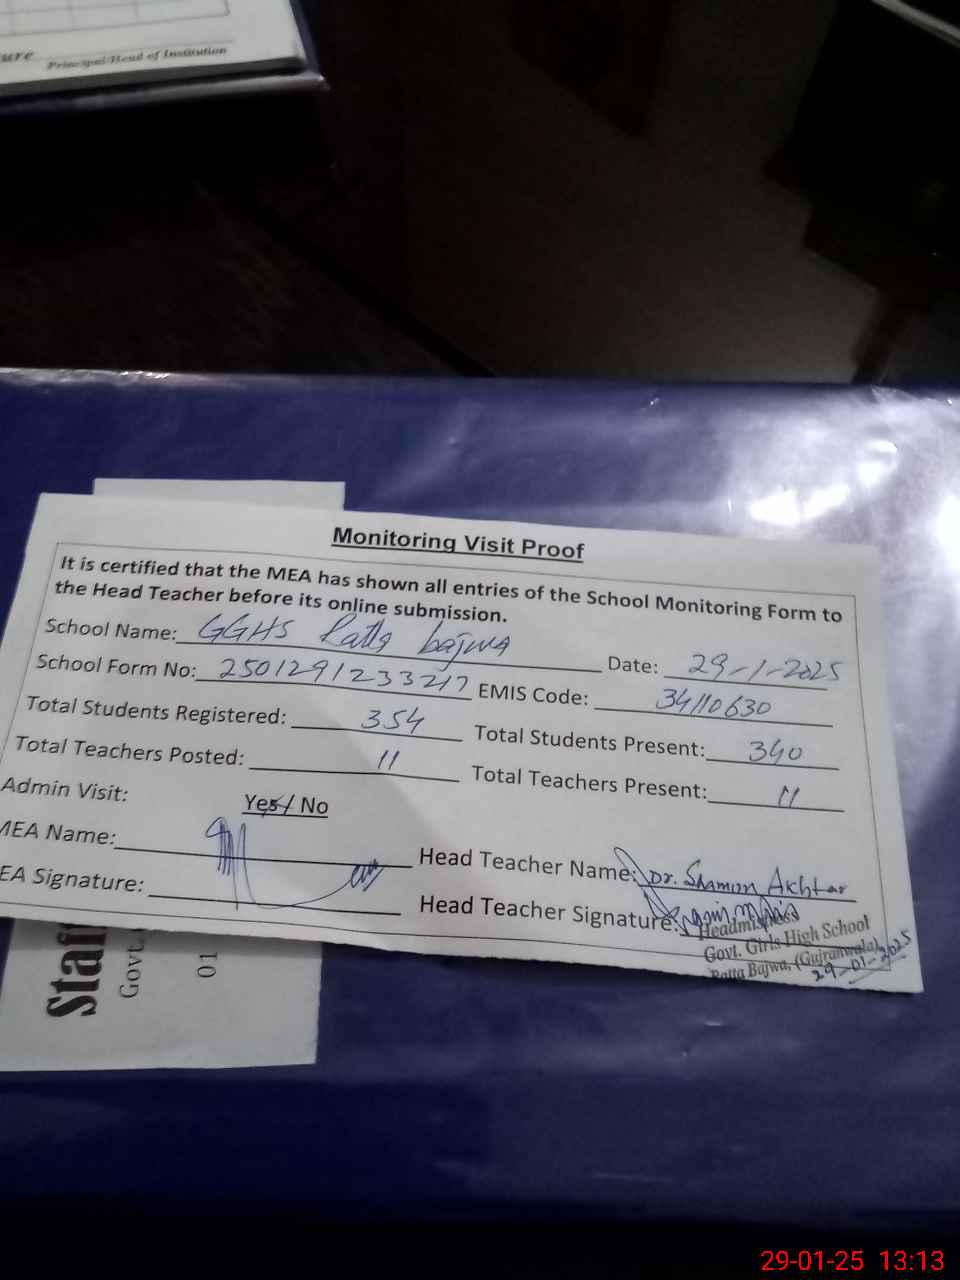 ure
Principal/Head of Institution
Monitoring Visit Proof
It is certified that the MEA has shown all entries of the School Monitoring Form to
the Head Teacher before its online submission.
School Name: GGHS Ratta bajwa Date: 29-1-2025
School Form No: 2501291233217 EMIS Code: 34110630
Total Students Registered: 354 Total Students Present: 340
Total Teachers Posted: 11 Total Teachers Present: 11
Admin Visit: Yes / No
MEA Name: Head Teacher Name: Dr. Shamim Akhtar
EA Signature: Head Teacher Signature:
Headmistress
Govt. Girls High School
Ratta Bajwa, (Gujranwala)
29-01-2025
Staff
Govt.
01
29-01-25 13:13